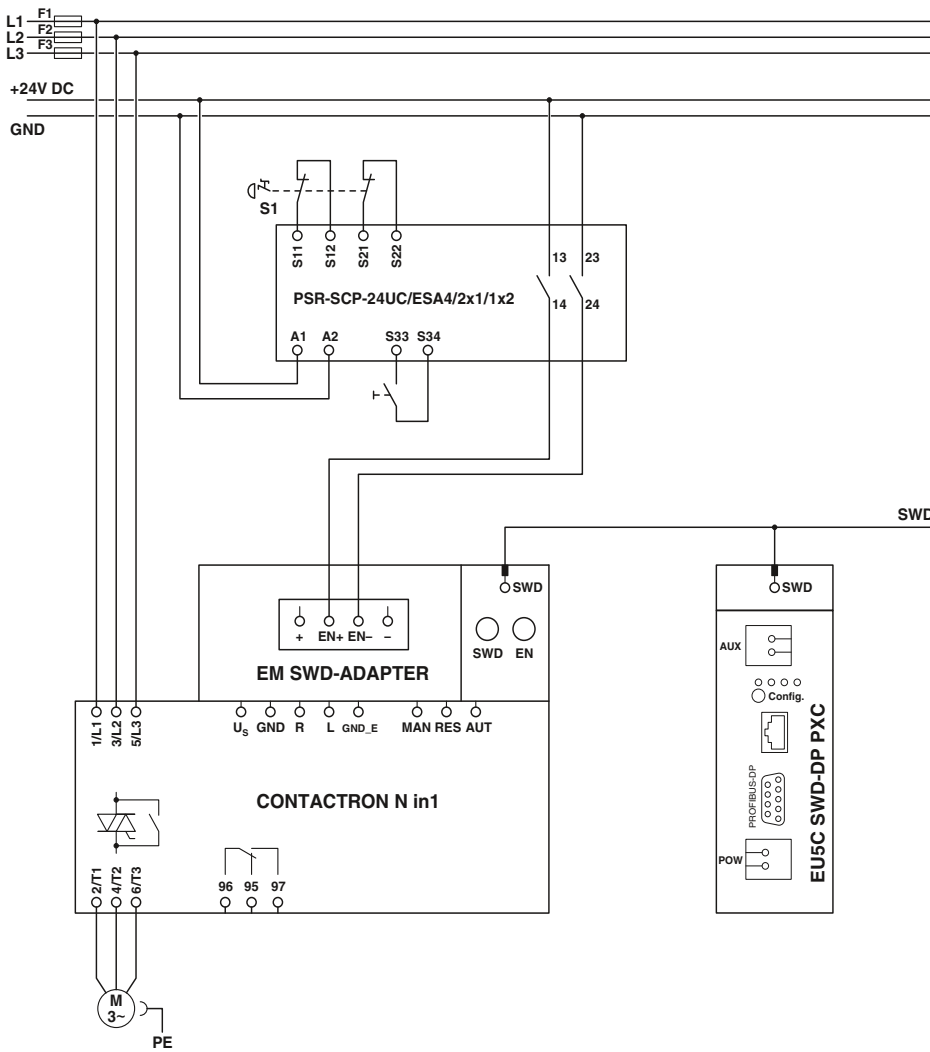 L1 F1
L2 F2
L3 F3
+24V DC
GND
S1
S11 S12 S21 S22
13 23
PSR-SCP-24UC/ESA4/2x1/1x2
14 24
A1 A2 S33 S34
SWD
SWD SWD
+ EN+ EN– –
SWD EN
AUX
EM SWD-ADAPTER
Config.
1/L1 3/L2 5/L3
US GND R L GND_E MAN RES AUT
CONTACTRON N in1
PROFIBUS-DP
EU5C SWD-DP PXC
POW
2/T1 4/T2 6/T3
96 95 97
M
3~
PE